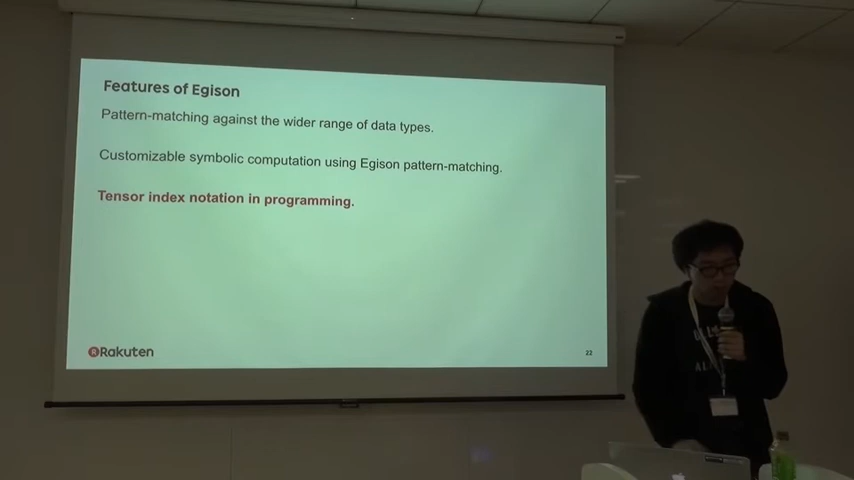 Features of Egison
Pattern-matching against the wider range of data types.
Customizable symbolic computation using Egison pattern-matching.
Tensor index notation in programming.
Rakuten
22